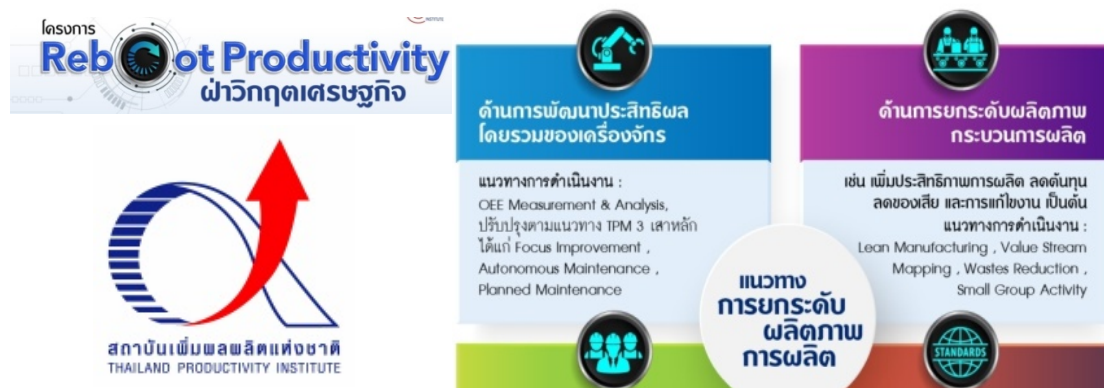 โครงการ
Reboot Productivity
ฝ่าวิกฤตเศรษฐกิจ
INSTITUTE
สถาบันเพิ่มผลผลิตแห่งชาติ
THAILAND PRODUCTIVITY INSTITUTE
ด้านการพัฒนาประสิทธิผล
โดยรวมของเครื่องจักร
แนวทางการดำเนินงาน :
OEE Measurement & Analysis,
ปรับปรุงตามแนวทาง TPM 3 เสาหลัก
ได้แก่ Focus Improvement ,
Autonomous Maintenance ,
Planned Maintenance
ด้านการยกระดับผลิตภาพ
กระบวนการผลิต
เช่น เพิ่มประสิทธิภาพการผลิต ลดต้นทุน
ลดของเสีย และการแก้ไขงาน เป็นต้น
แนวทางการดำเนินงาน :
Lean Manufacturing , Value Stream
Mapping , Wastes Reduction ,
Small Group Activity
แนวทาง
การยกระดับ
ผลิตภาพ
การผลิต
STANDARDS